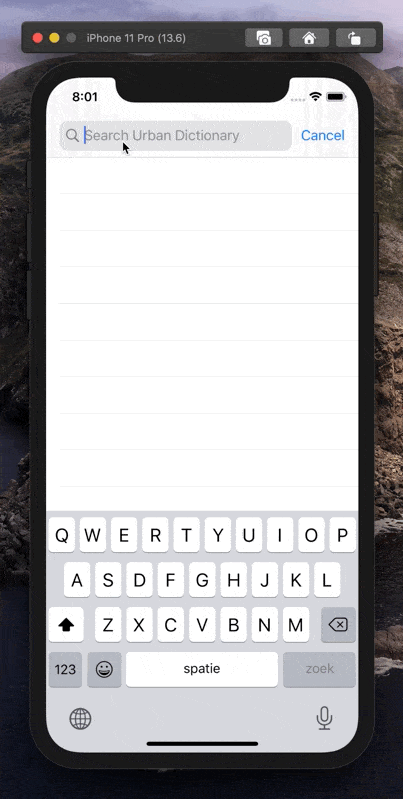 iPhone 11 Pro (13.6)
8:01
Search Urban Dictionary Cancel
Q W E R T Y U I O P
A S D F G H J K L
Z X C V B N M
123 spatie zoek